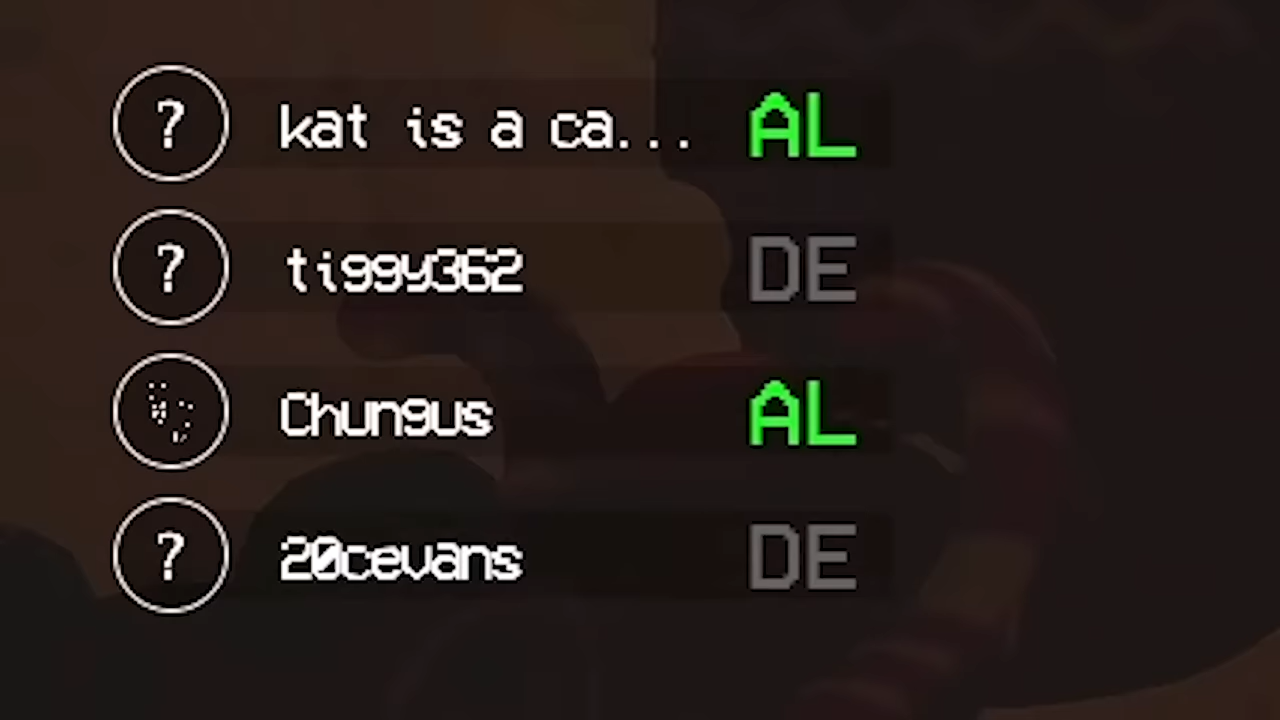 ? kat is a ca... AL
? tiggy362 DE
Chungus AL
? 20cevans DE